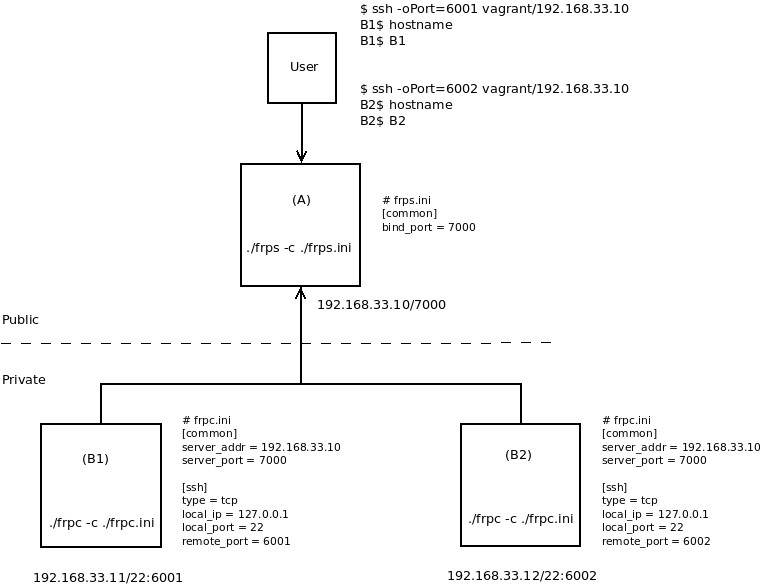 $ ssh -oPort=6001 vagrant/192.168.33.10
B1$ hostname
B1$ B1
User
$ ssh -oPort=6002 vagrant/192.168.33.10
B2$ hostname
B2$ B2
(A)
./frps -c ./frps.ini
# frps.ini
[common]
bind_port = 7000
192.168.33.10/7000
Public
Private
(B1)
./frpc -c ./frpc.ini
# frpc.ini
[common]
server_addr = 192.168.33.10
server_port = 7000
[ssh]
type = tcp
local_ip = 127.0.0.1
local_port = 22
remote_port = 6001
192.168.33.11/22:6001
(B2)
./frpc -c ./frpc.ini
# frpc.ini
[common]
server_addr = 192.168.33.10
server_port = 7000
[ssh]
type = tcp
local_ip = 127.0.0.1
local_port = 22
remote_port = 6002
192.168.33.12/22:6002